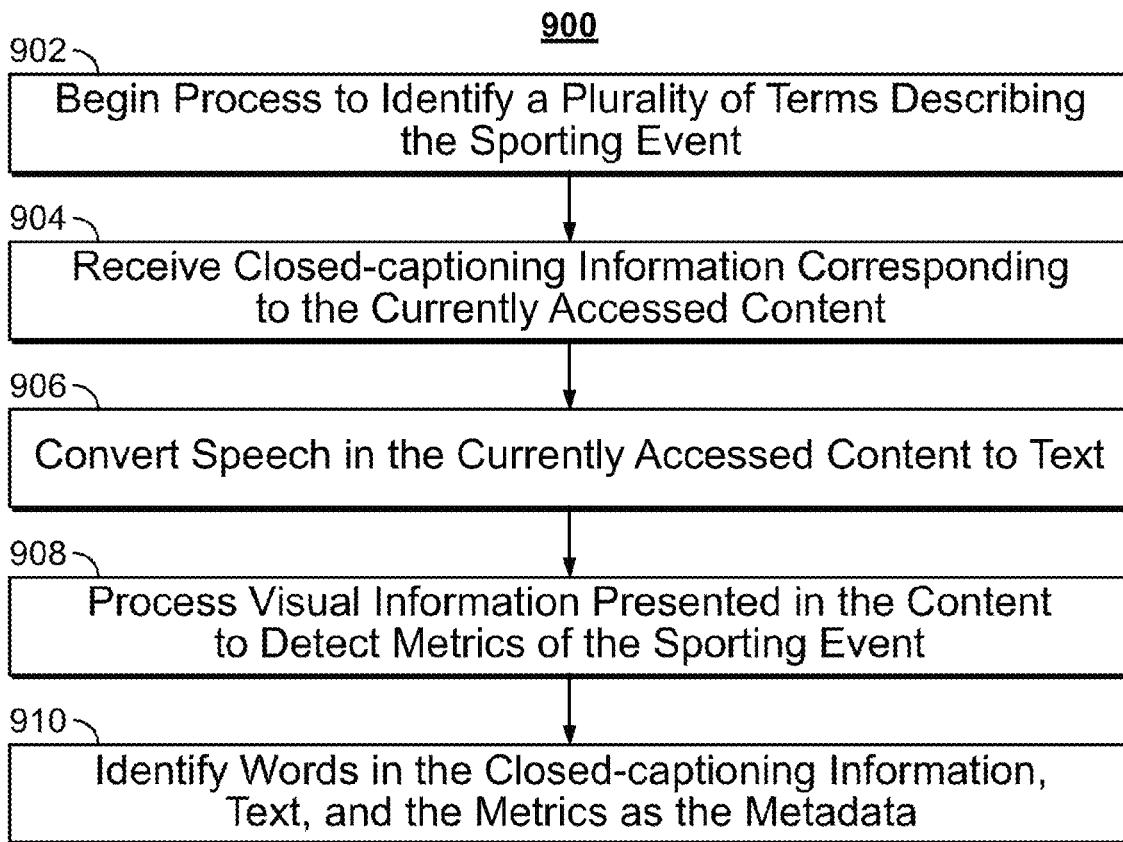 900
902
Begin Process to Identify a Plurality of Terms Describing
the Sporting Event
904
Receive Closed-captioning Information Corresponding
to the Currently Accessed Content
906
Convert Speech in the Currently Accessed Content to Text
908
Process Visual Information Presented in the Content
to Detect Metrics of the Sporting Event
910
Identify Words in the Closed-captioning Information,
Text, and the Metrics as the Metadata